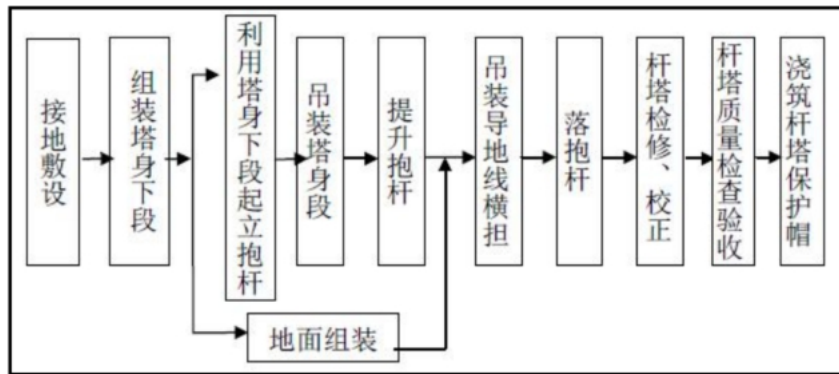 接地敷设
组装塔身下段
利用塔身下段起立抱杆
吊装塔身段
提升抱杆
吊装导地线横担
落抱杆
杆塔检修、校正
杆塔质量检查验收
浇筑杆塔保护帽
地面组装